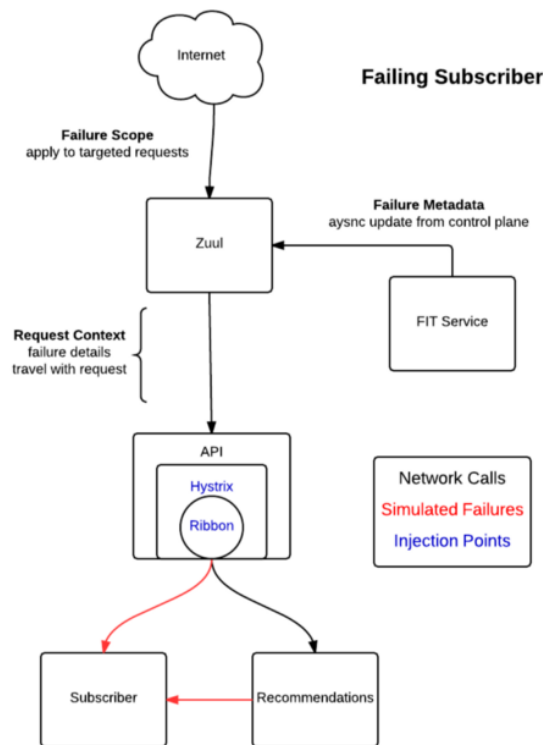 Internet
Failing Subscriber
Failure Scope
apply to targeted requests
Failure Metadata
aysnc update from control plane
Zuul
FIT Service
Request Context
failure details
travel with request
API
Hystrix
Ribbon
Network Calls
Simulated Failures
Injection Points
Subscriber
Recommendations